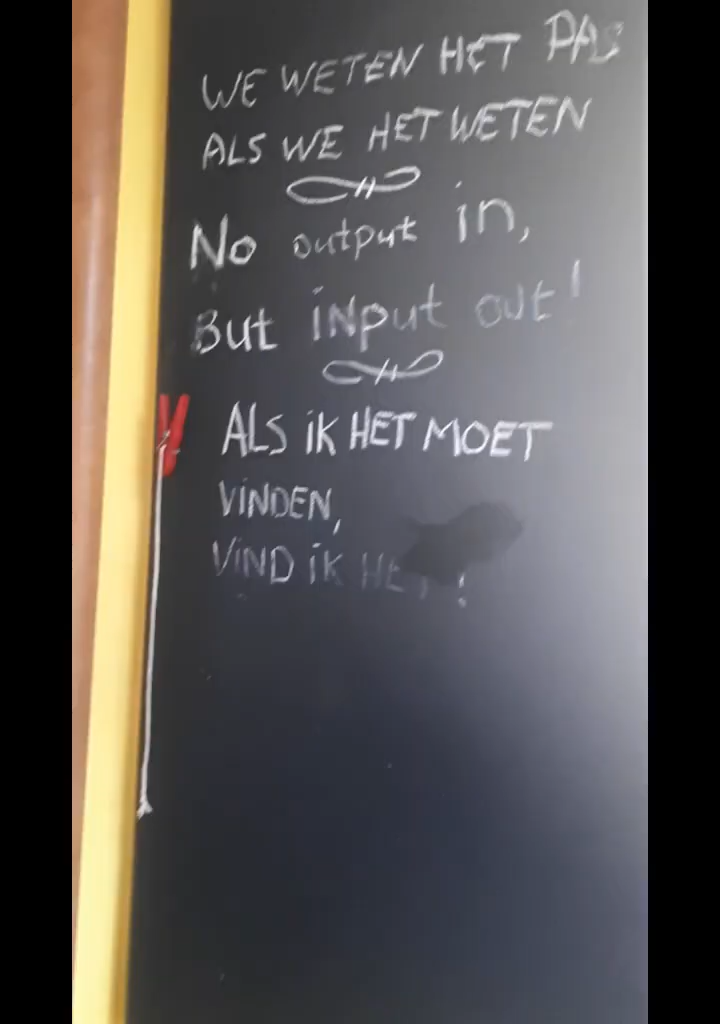 WE WETEN HET PAS
ALS WE HET WETEN
No output in,
But input out!
ALS iK HET MOET
VINDEN,
VIND iK HET!